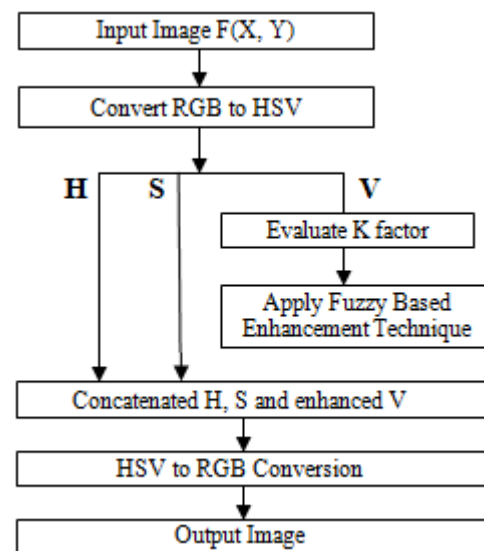 Input Image F(X, Y)
Convert RGB to HSV
H
S
V
Evaluate K factor
Apply Fuzzy Based
Enhancement Technique
Concatenated H, S and enhanced V
HSV to RGB Conversion
Output Image